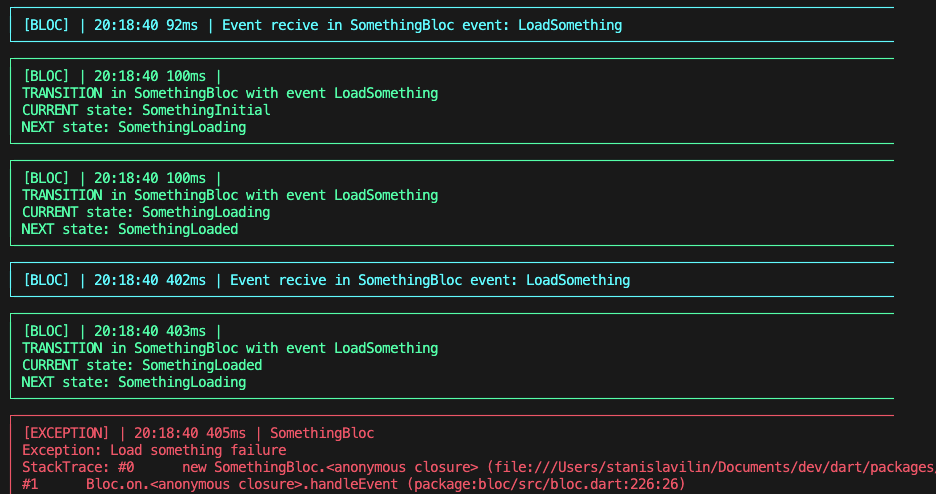 [BLOC] | 20:18:40 92ms | Event recive in SomethingBloc event: LoadSomething
[BLOC] | 20:18:40 100ms |
TRANSITION in SomethingBloc with event LoadSomething
CURRENT state: SomethingInitial
NEXT state: SomethingLoading
[BLOC] | 20:18:40 100ms |
TRANSITION in SomethingBloc with event LoadSomething
CURRENT state: SomethingLoading
NEXT state: SomethingLoaded
[BLOC] | 20:18:40 402ms | Event recive in SomethingBloc event: LoadSomething
[BLOC] | 20:18:40 403ms |
TRANSITION in SomethingBloc with event LoadSomething
CURRENT state: SomethingLoaded
NEXT state: SomethingLoading
[EXCEPTION] | 20:18:40 405ms | SomethingBloc
Exception: Load something failure
StackTrace: #0      new SomethingBloc.<anonymous closure> (file:///Users/stanislavilin/Documents/dev/dart/packages/
#1      Bloc.on.<anonymous closure>.handleEvent (package:bloc/src/bloc.dart:226:26)